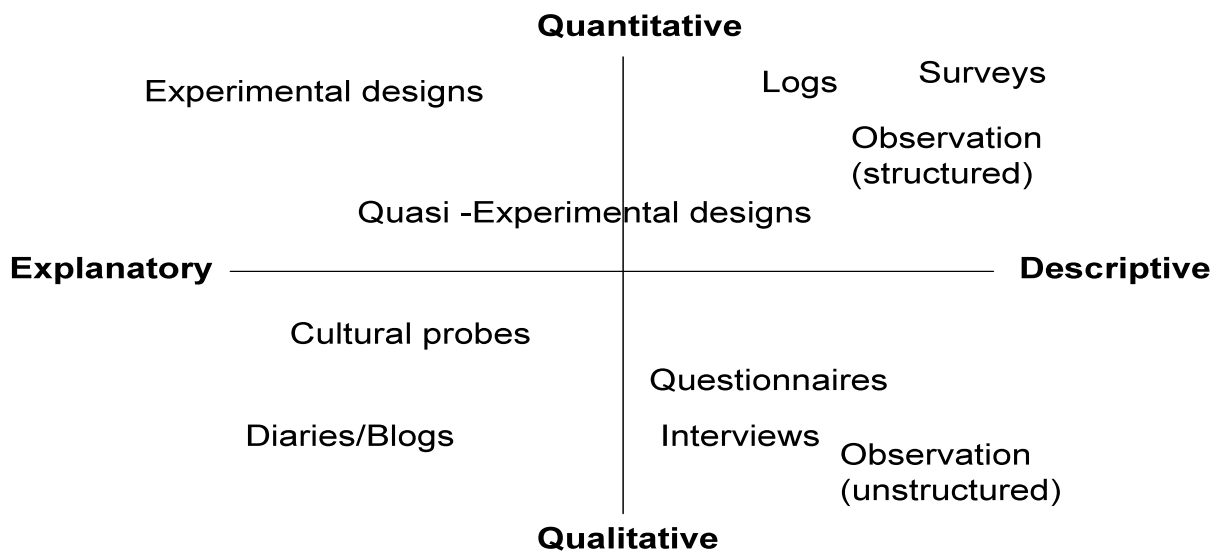 Quantitative
Experimental designs
Logs
Surveys
Observation
(structured)
Quasi -Experimental designs
Explanatory
Descriptive
Cultural probes
Questionnaires
Diaries/Blogs
Interviews
Observation
(unstructured)
Qualitative